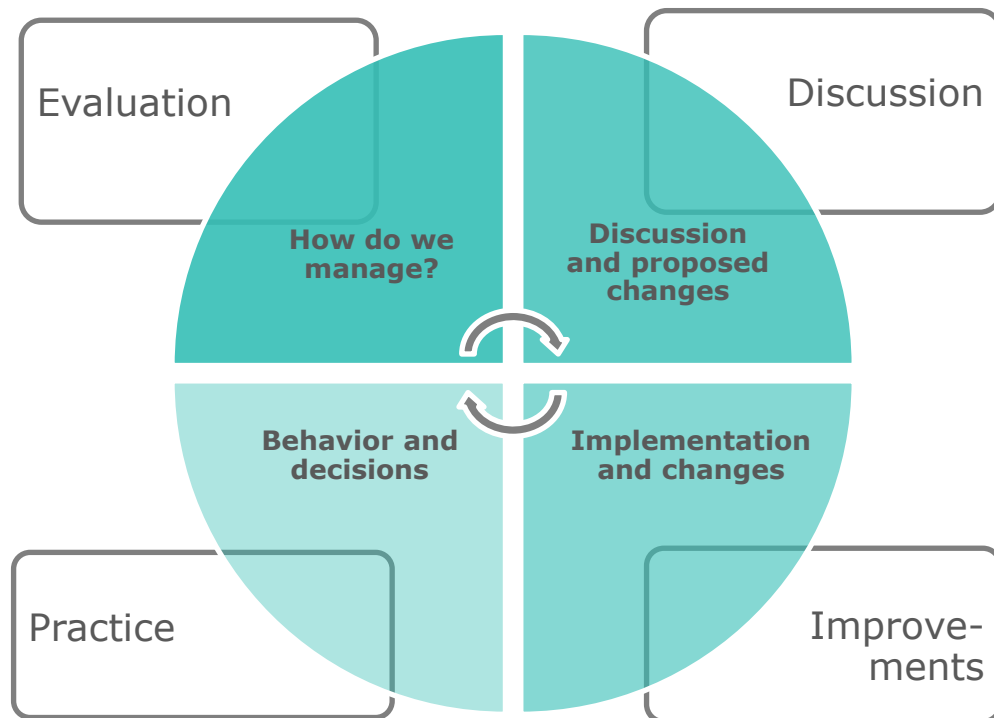 Evaluation
Discussion
How do we
manage?
Discussion
and proposed
changes
Behavior and
decisions
Implementation
and changes
Practice
Improve-
ments